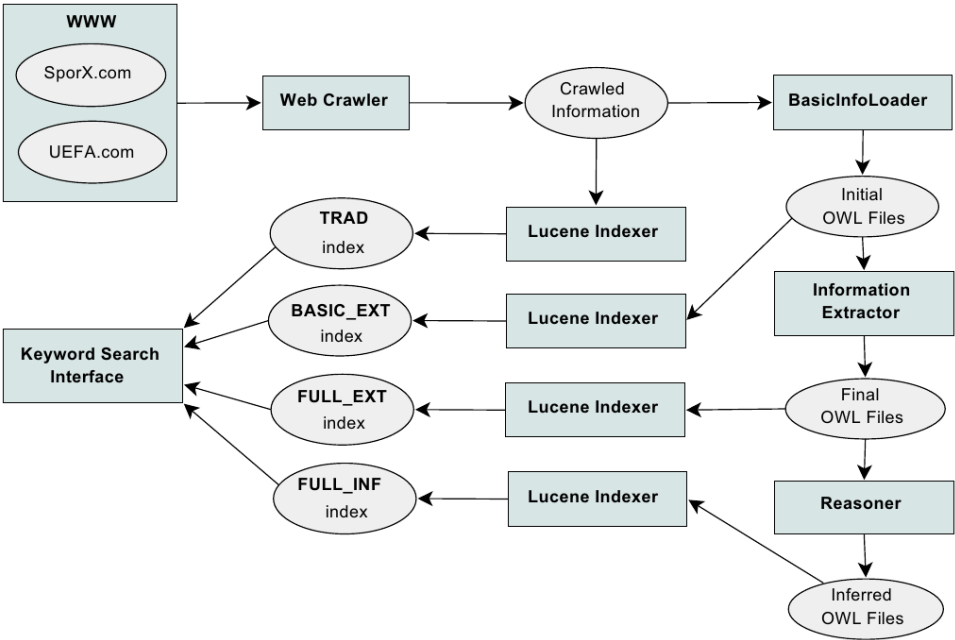 WWW
SporX.com
UEFA.com
Web Crawler
Crawled
Information
BasicInfoLoader
Initial
OWL Files
TRAD
index
Lucene Indexer
BASIC_EXT
index
Lucene Indexer
Information
Extractor
Keyword Search
Interface
FULL_EXT
index
Lucene Indexer
Final
OWL Files
FULL_INF
index
Lucene Indexer
Reasoner
Inferred
OWL Files